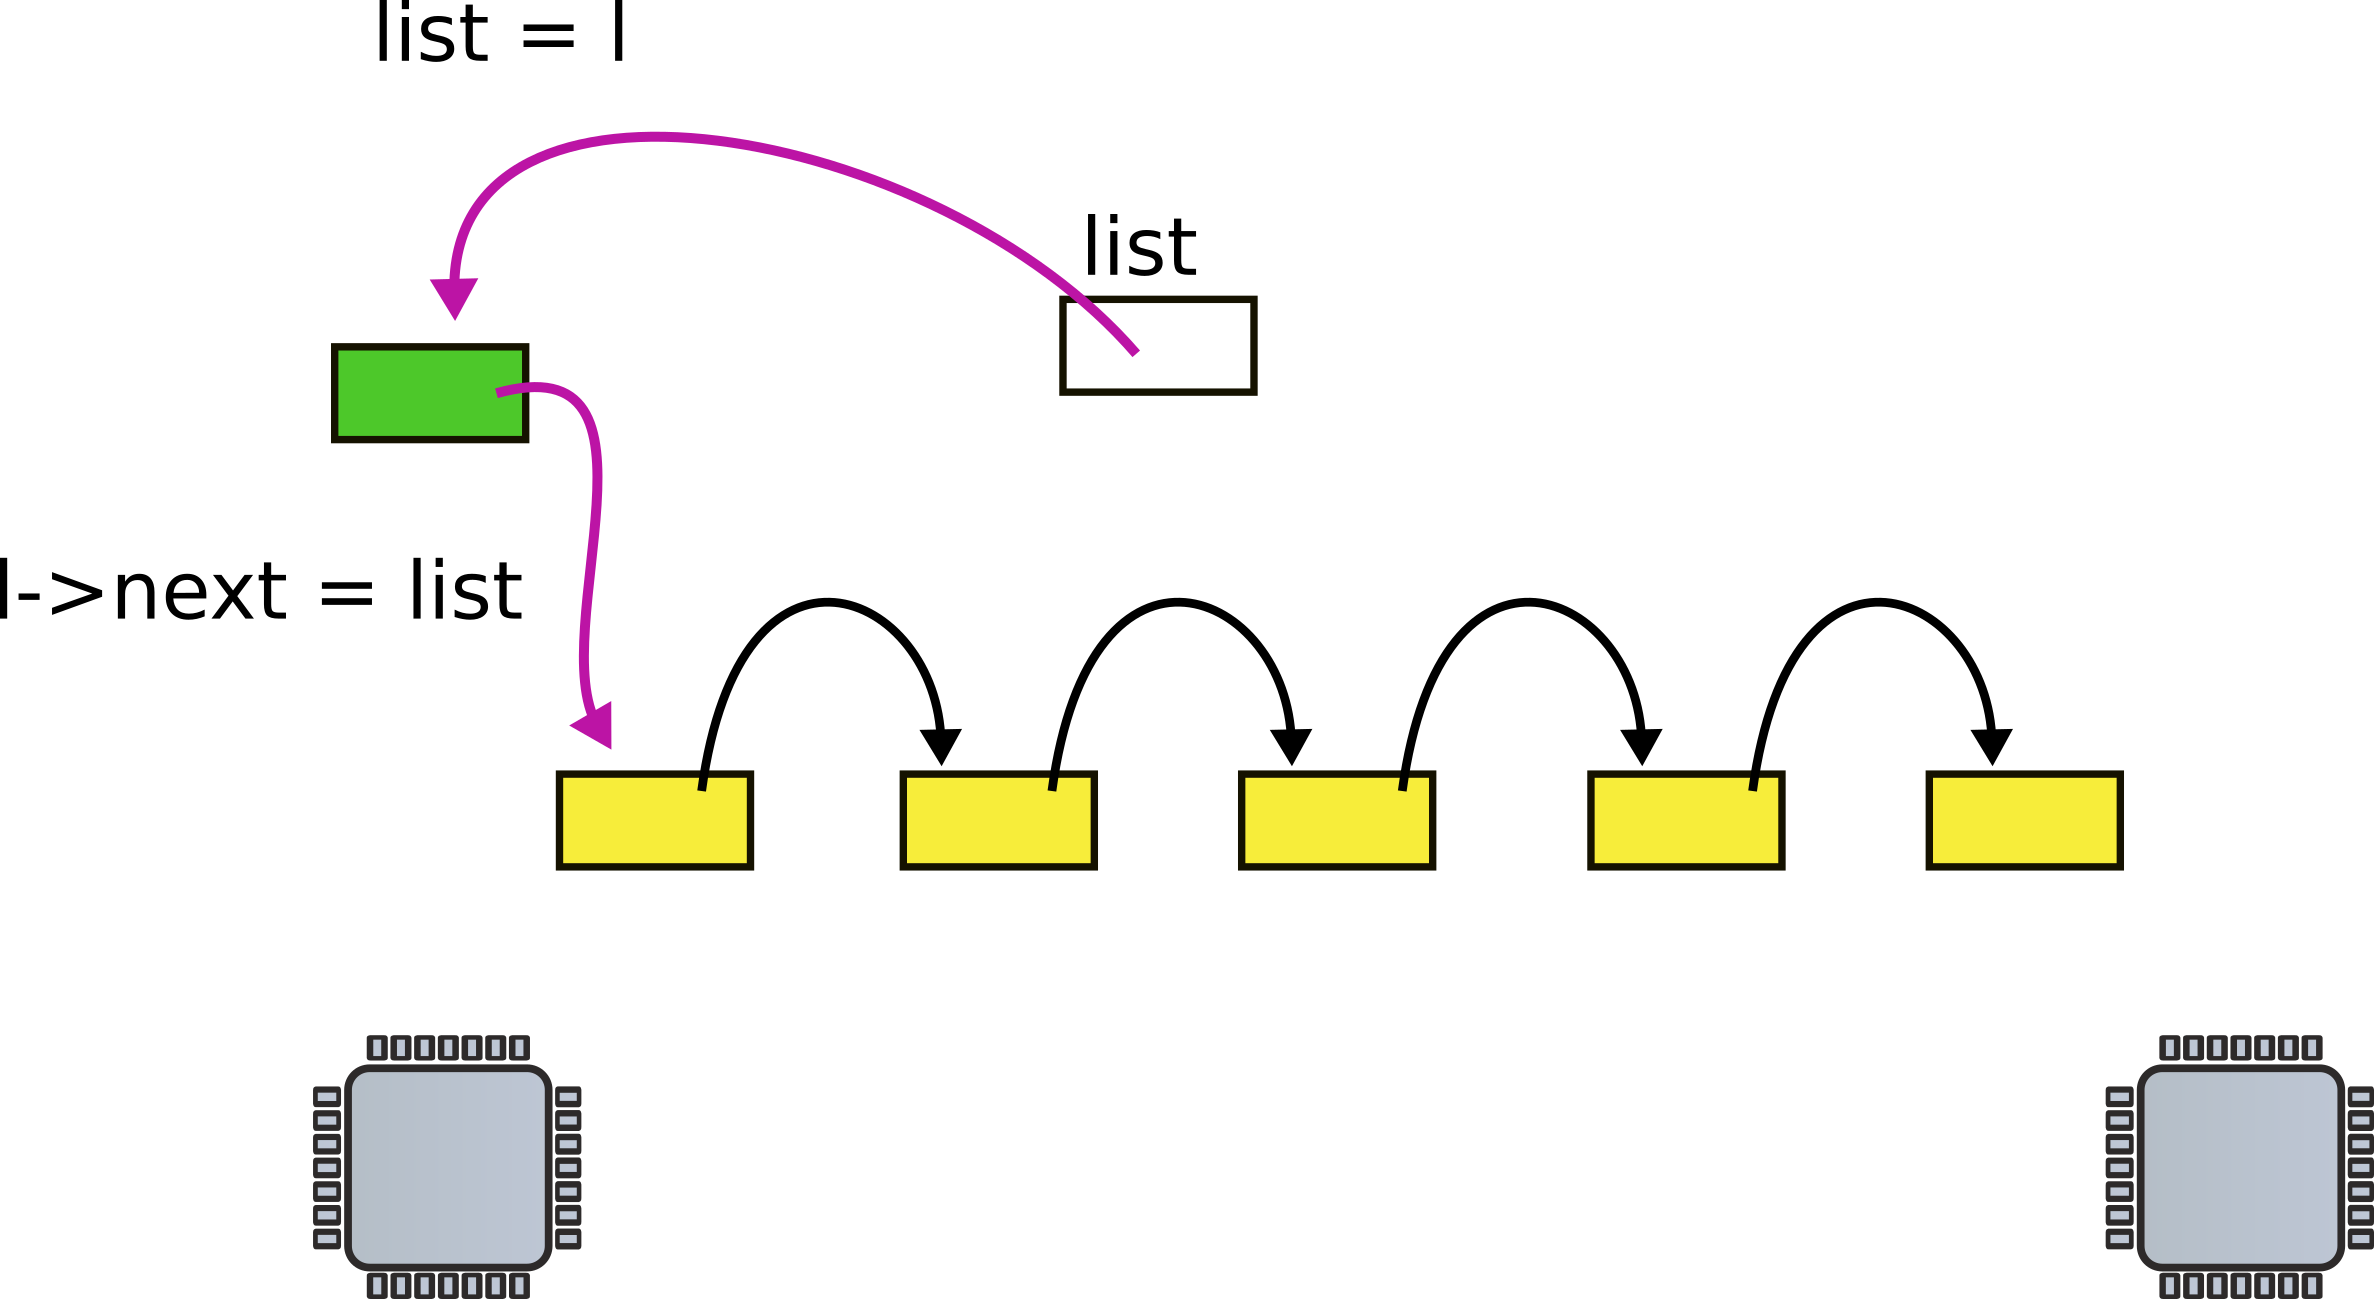 list = l
list
l->next = list